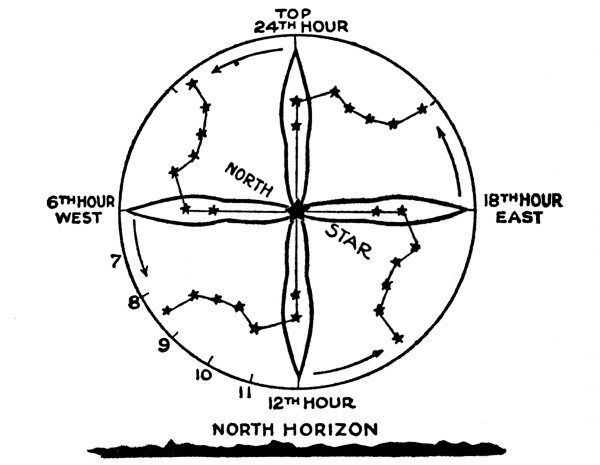 TOP
24TH HOUR
NORTH
STAR
6TH HOUR
WEST
18TH HOUR
EAST
7
8
9
10
11
12TH HOUR
NORTH HORIZON